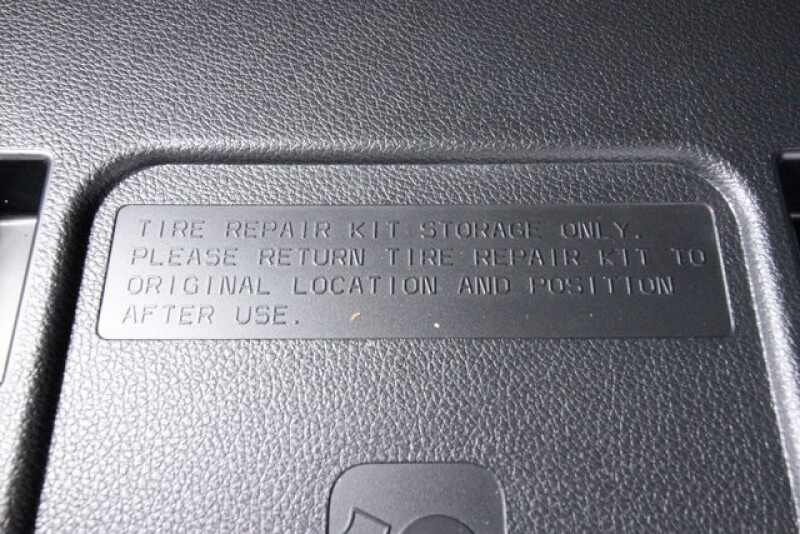 TIRE REPAIR KIT STORAGE ONLY.
PLEASE RETURN TIRE REPAIR KIT TO
ORIGINAL LOCATION AND POSITION
AFTER USE.